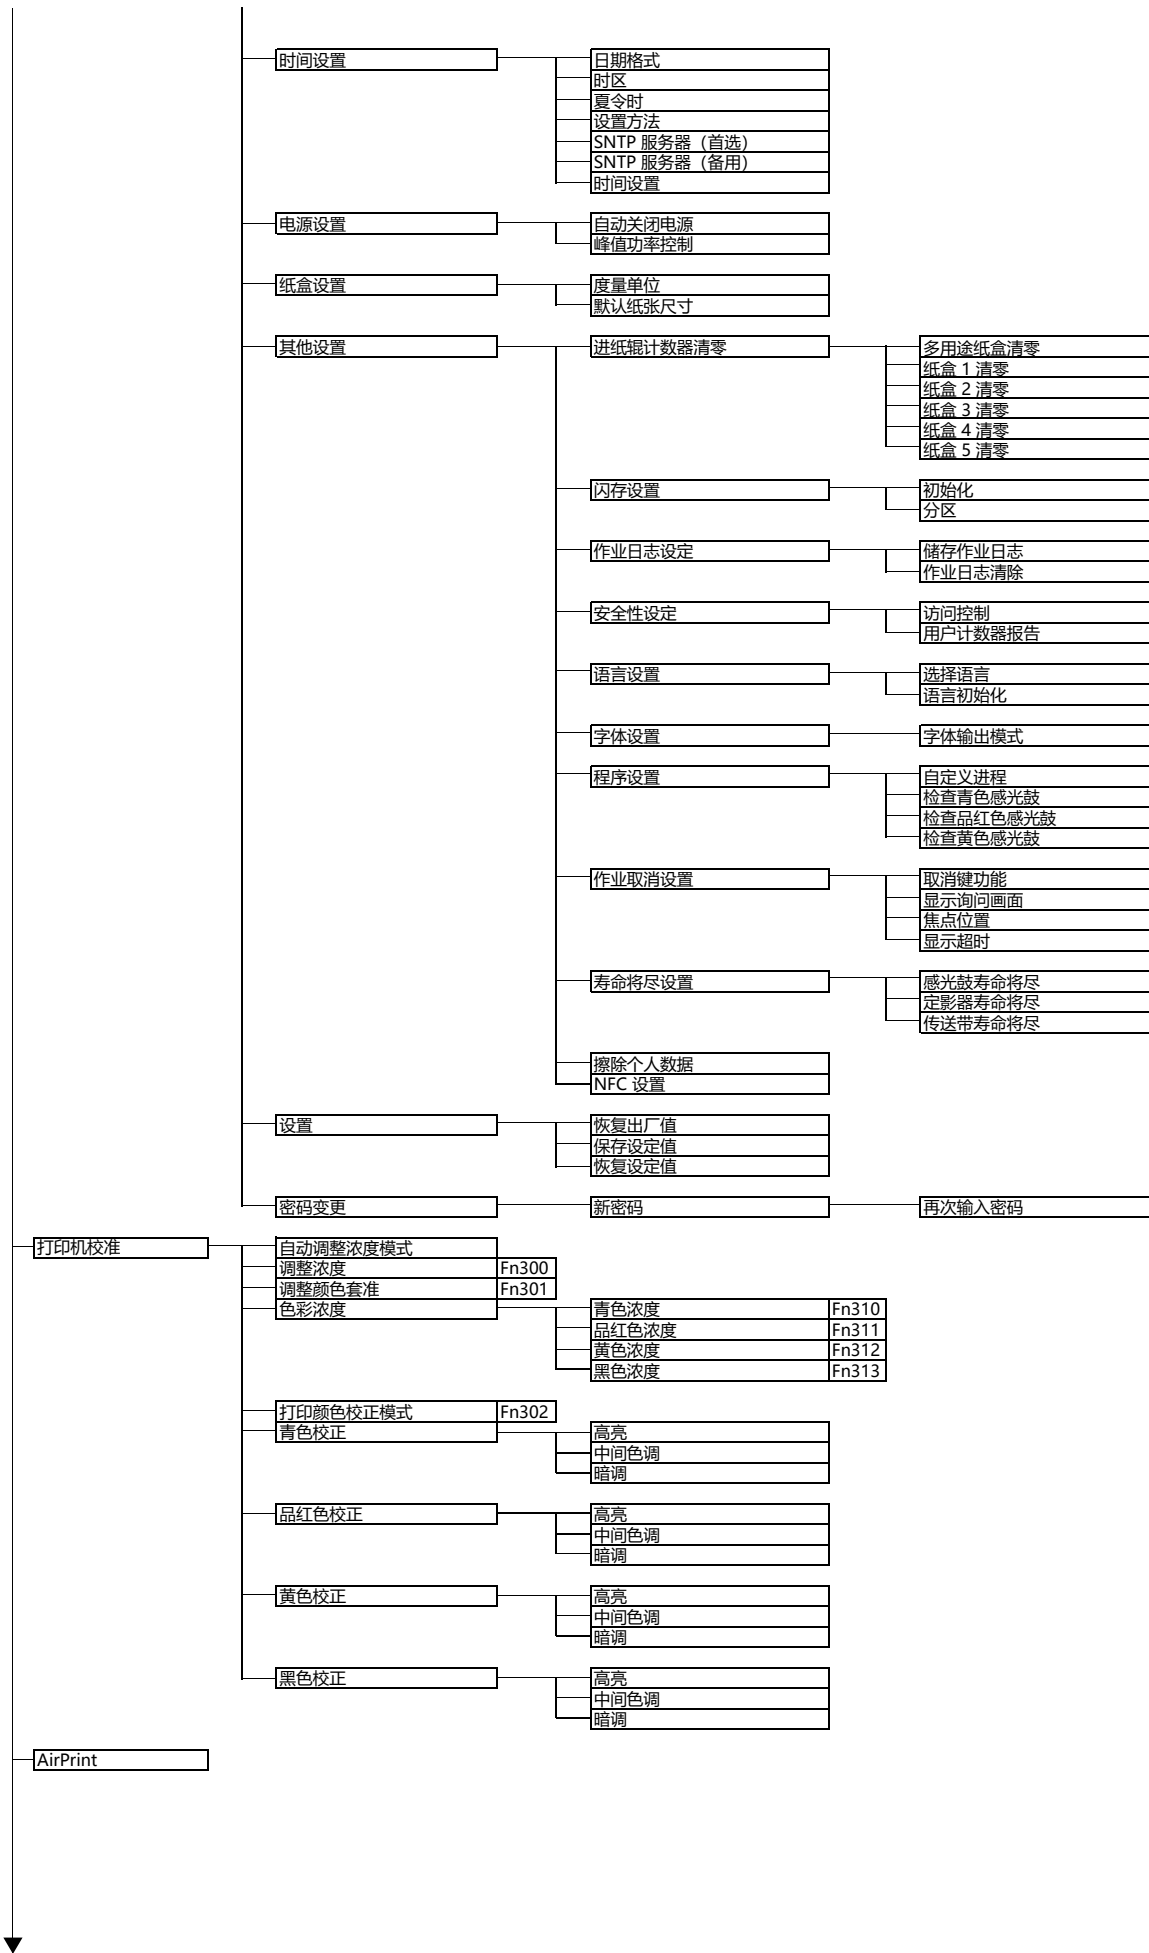 时间设置
日期格式
时区
夏令时
设置方法
SNTP 服务器（首选）
SNTP 服务器（备用）
时间设置
电源设置
自动关闭电源
峰值功率控制
纸盒设置
度量单位
默认纸张尺寸
其他设置
进纸辊计数器清零
多用途纸盒清零
纸盒 1 清零
纸盒 2 清零
纸盒 3 清零
纸盒 4 清零
纸盒 5 清零
闪存设置
初始化
分区
作业日志设定
储存作业日志
作业日志清除
安全性设定
访问控制
用户计数器报告
语言设置
选择语言
语言初始化
字体设置
字体输出模式
程序设置
自定义进程
检查青色感光鼓
检查品红色感光鼓
检查黄色感光鼓
作业取消设置
取消键功能
显示询问画面
焦点位置
显示超时
寿命将尽设置
感光鼓寿命将尽
定影器寿命将尽
传送带寿命将尽
擦除个人数据
NFC 设置
设置
恢复出厂值
保存设定值
恢复设定值
密码变更
新密码
再次输入密码
打印机校准
自动调整浓度模式
调整浓度 Fn300
调整颜色套准 Fn301
色彩浓度
青色浓度 Fn310
品红色浓度 Fn311
黄色浓度 Fn312
黑色浓度 Fn313
打印颜色校正模式 Fn302
青色校正
高亮
中间色调
暗调
品红色校正
高亮
中间色调
暗调
黄色校正
高亮
中间色调
暗调
黑色校正
高亮
中间色调
暗调
AirPrint